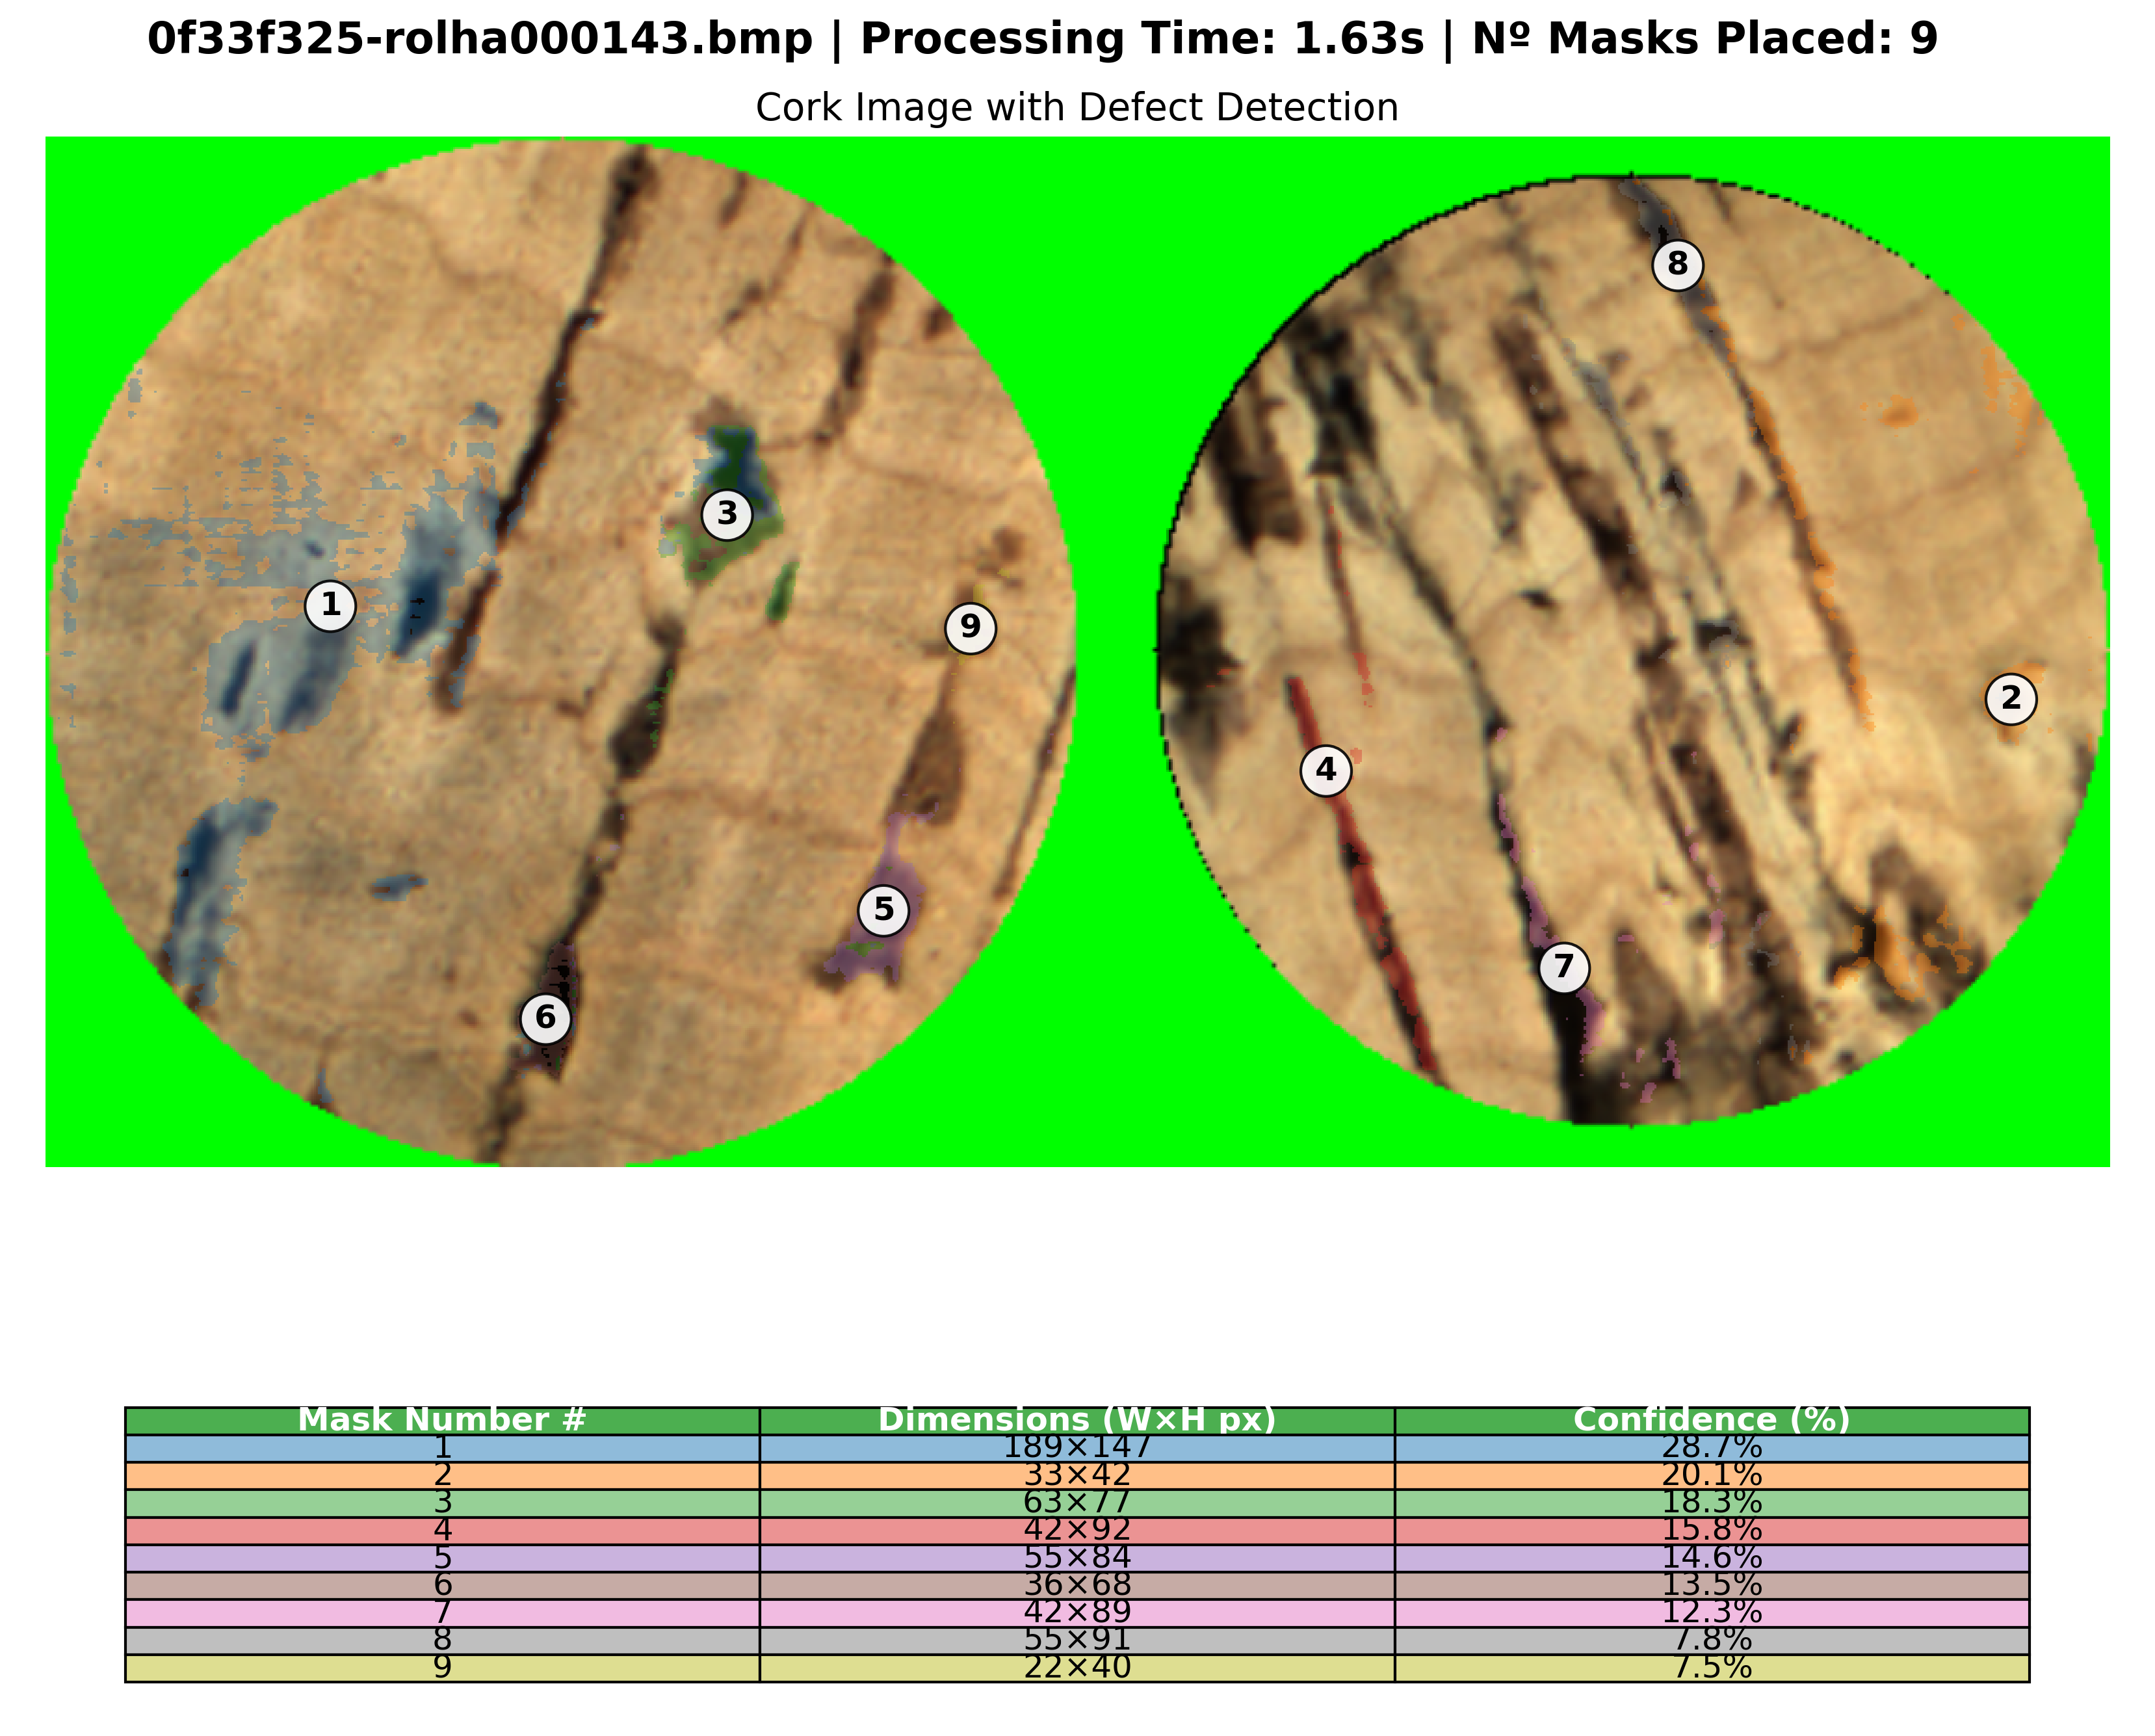 0f33f325-rolha000143.bmp | Processing Time: 1.63s | Nº Masks Placed: 9
Cork Image with Defect Detection
8
3
1
9
2
4
5
7
6
Mask Number # Dimensions (W×H px) Confidence (%)
1 189×147 28.7%
2 33×42 20.1%
3 63×77 18.3%
4 42×92 15.8%
5 55×84 14.6%
6 36×68 13.5%
7 42×89 12.3%
8 55×91 7.8%
9 22×40 7.5%